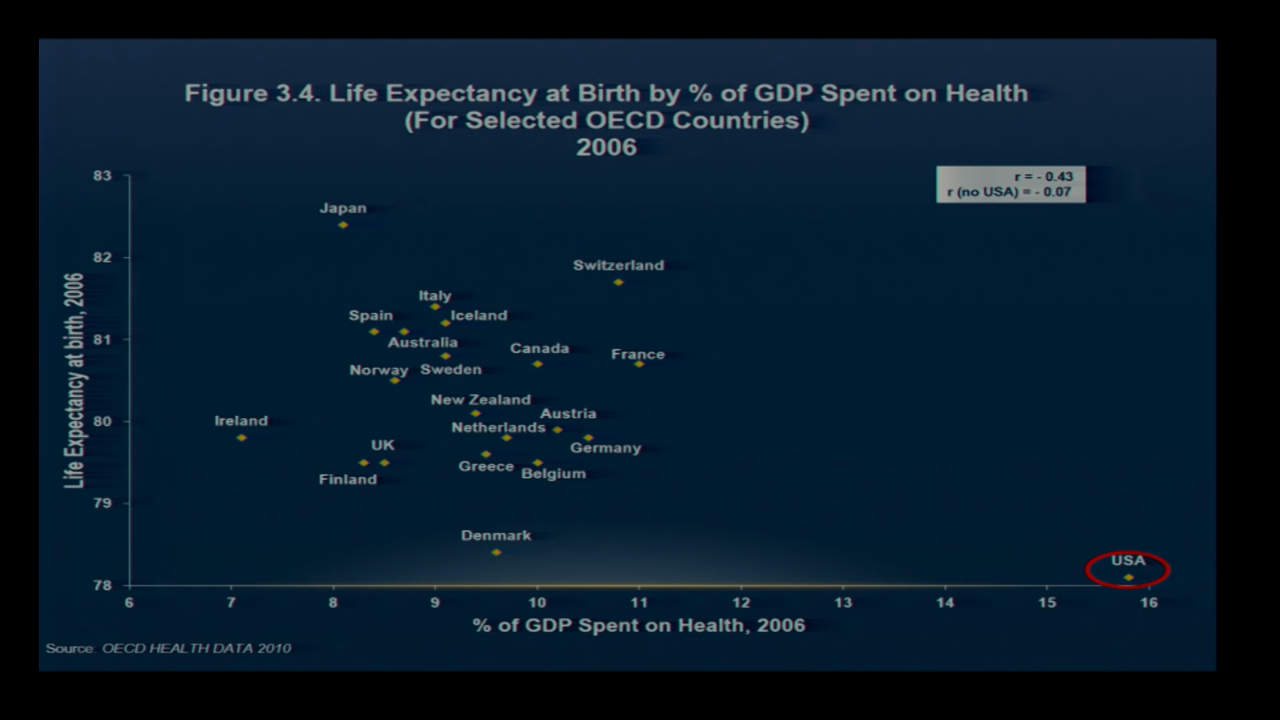 Figure 3.4. Life Expectancy at Birth by % of GDP Spent on Health
(For Selected OECD Countries)
2006
r = - 0.43
r (no USA) = - 0.07
Life Expectancy at birth, 2006
83
82
81
80
79
78
Japan
Switzerland
Italy
Spain
Iceland
Australia
Canada
France
Norway
Sweden
New Zealand
Austria
Ireland
Netherlands
UK
Germany
Greece
Belgium
Finland
Denmark
USA
6 7 8 9 10 11 12 13 14 15 16
% of GDP Spent on Health, 2006
Source: OECD HEALTH DATA 2010